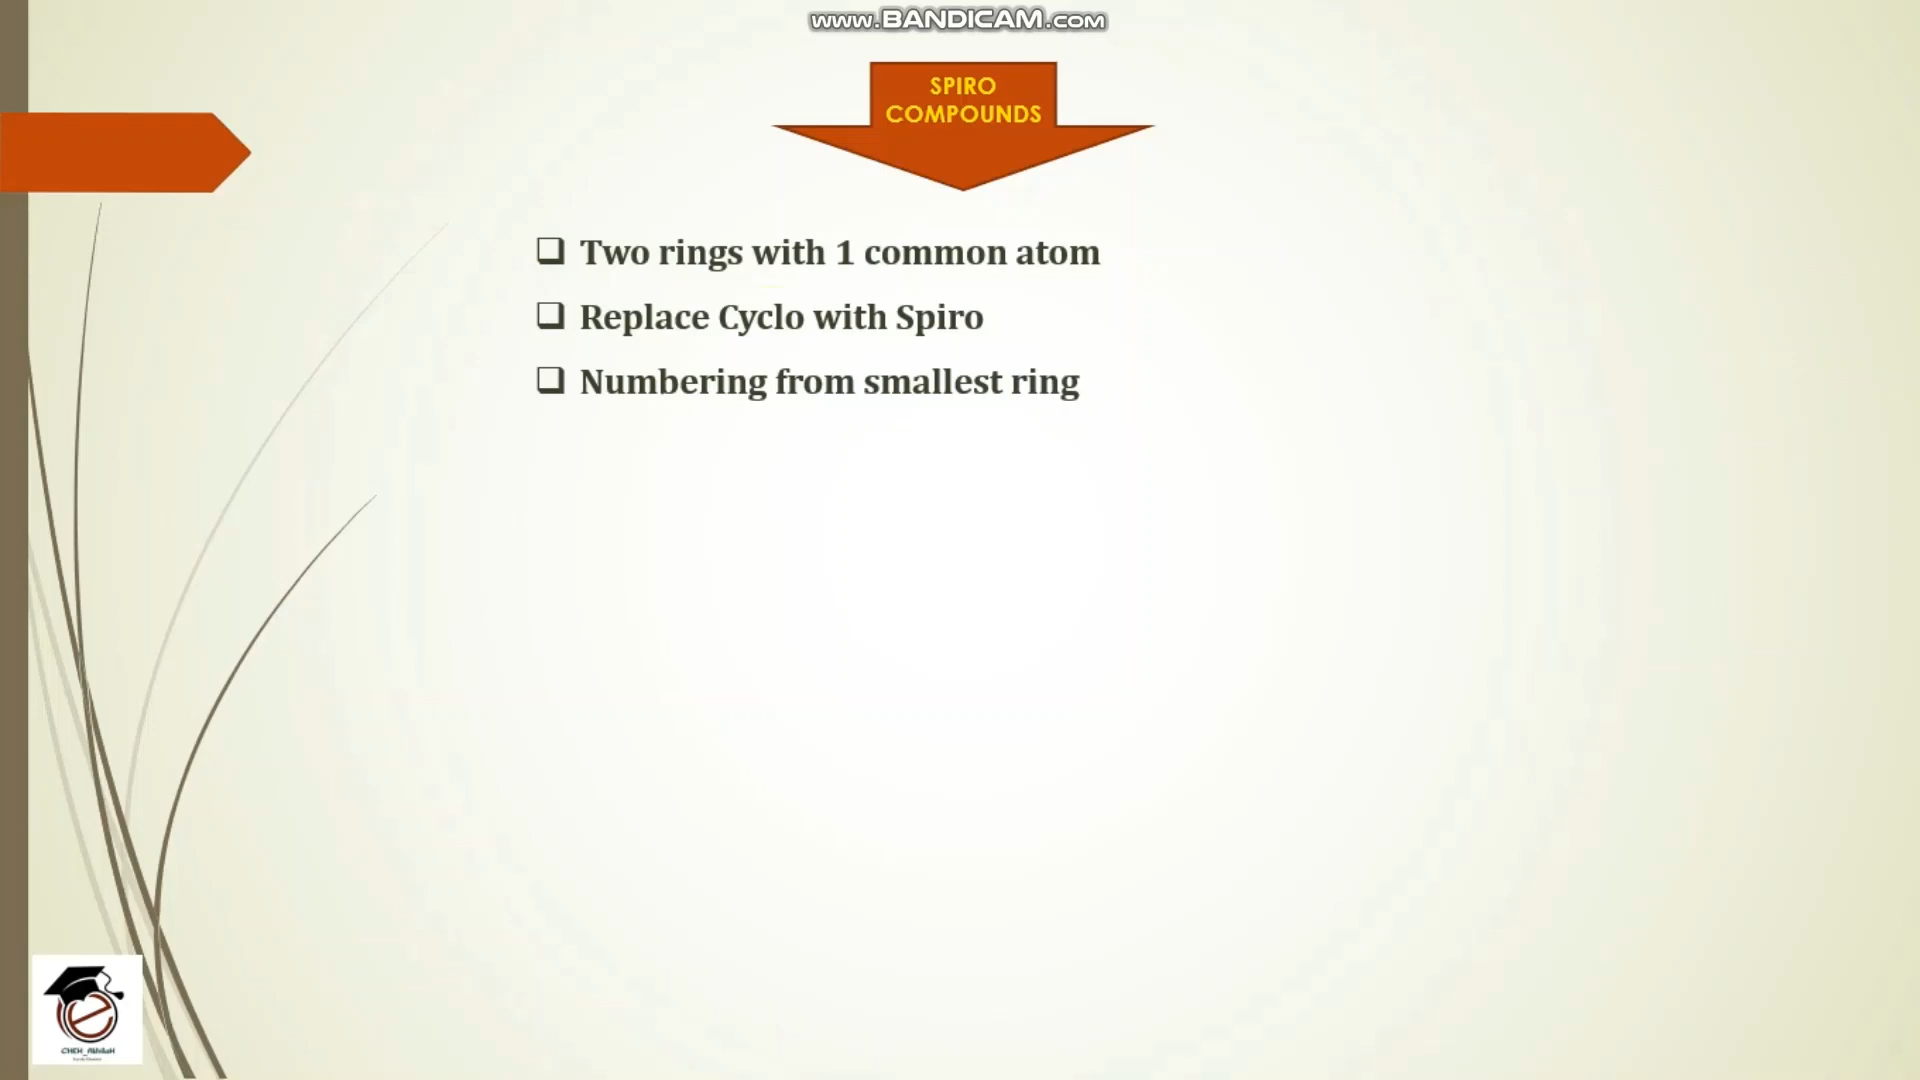 www.BANDICAM.com
SPIRO
COMPOUNDS
Two rings with 1 common atom
Replace Cyclo with Spiro
Numbering from smallest ring